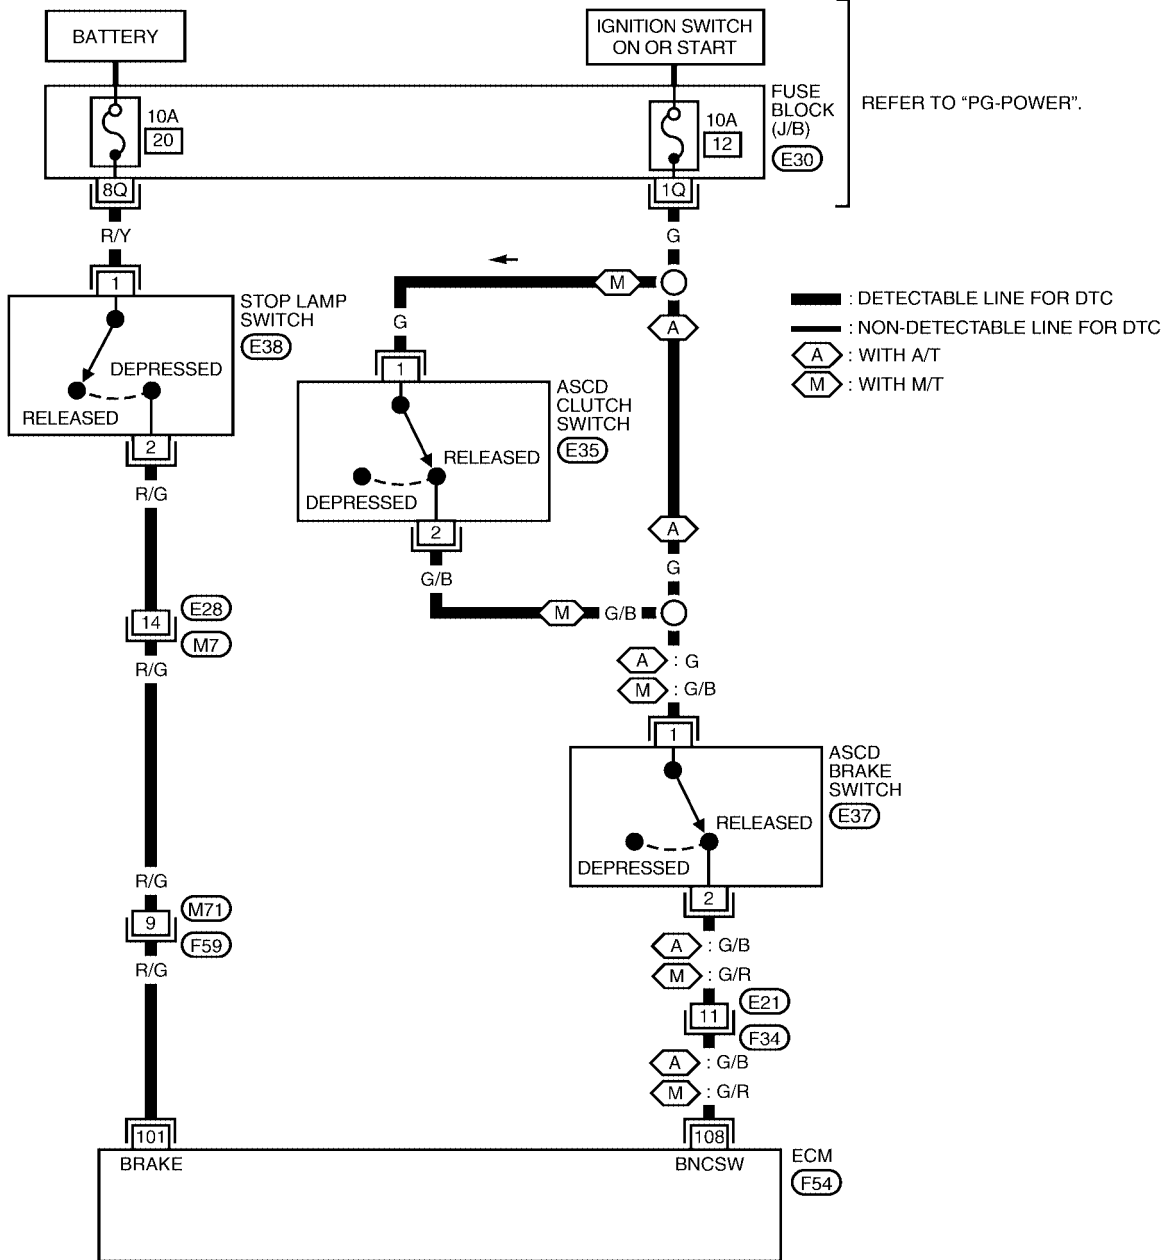 BATTERY
IGNITION SWITCH
ON OR START
10A
20
10A
12
FUSE
BLOCK
(J/B)
E30
REFER TO “PG-POWER”.
8Q
1Q
R/Y
G
1
STOP LAMP
SWITCH
E38
DEPRESSED
RELEASED
2
R/G
M
A
G
1
ASCD
CLUTCH
SWITCH
E35
RELEASED
DEPRESSED
2
G/B
M
G/B
A
G
: DETECTABLE LINE FOR DTC
: NON-DETECTABLE LINE FOR DTC
A : WITH A/T
M : WITH M/T
14
E28
M7
R/G
R/G
9
M71
F59
R/G
A : G
M : G/B
1
ASCD
BRAKE
SWITCH
E37
RELEASED
DEPRESSED
2
A : G/B
M : G/R
11
E21
F34
A : G/B
M : G/R
101
108
BRAKE
BNCSW
ECM
F54